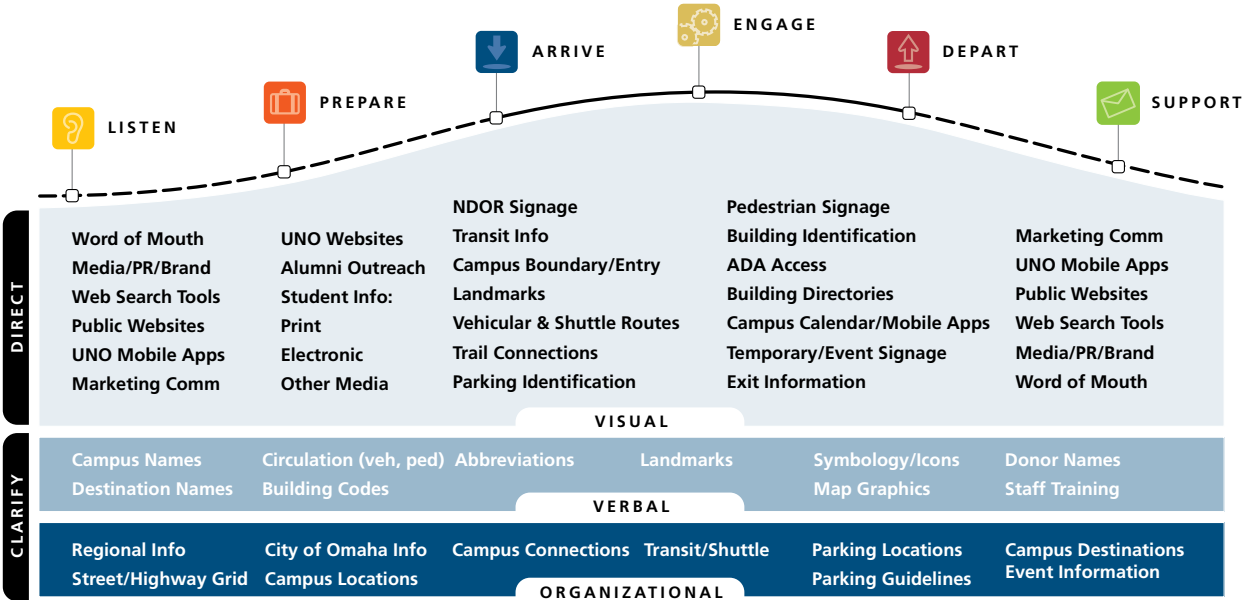 ENGAGE
ARRIVE
DEPART
PREPARE
SUPPORT
LISTEN
DIRECT
Word of Mouth
Media/PR/Brand
Web Search Tools
Public Websites
UNO Mobile Apps
Marketing Comm
UNO Websites
Alumni Outreach
Student Info:
Print
Electronic
Other Media
NDOR Signage
Transit Info
Campus Boundary/Entry
Landmarks
Vehicular & Shuttle Routes
Trail Connections
Parking Identification
Pedestrian Signage
Building Identification
ADA Access
Building Directories
Campus Calendar/Mobile Apps
Temporary/Event Signage
Exit Information
Marketing Comm
UNO Mobile Apps
Public Websites
Web Search Tools
Media/PR/Brand
Word of Mouth
VISUAL
CLARIFY
Campus Names
Destination Names
Circulation (veh, ped)
Building Codes
Abbreviations
Landmarks
Symbology/Icons
Map Graphics
Donor Names
Staff Training
VERBAL
Regional Info
Street/Highway Grid
City of Omaha Info
Campus Locations
Campus Connections
Transit/Shuttle
Parking Locations
Parking Guidelines
Campus Destinations
Event Information
ORGANIZATIONAL